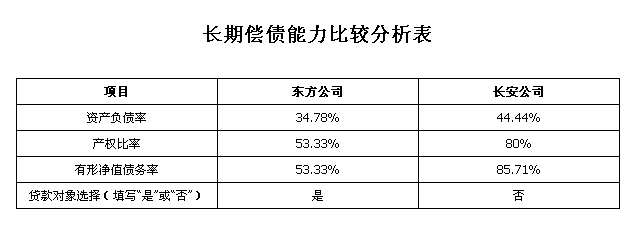 长期偿债能力比较分析表
项目 东方公司 长安公司
资产负债率 34.78% 44.44%
产权比率 53.33% 80%
有形净值债务率 53.33% 85.71%
贷款对象选择（填写“是”或“否”） 是 否